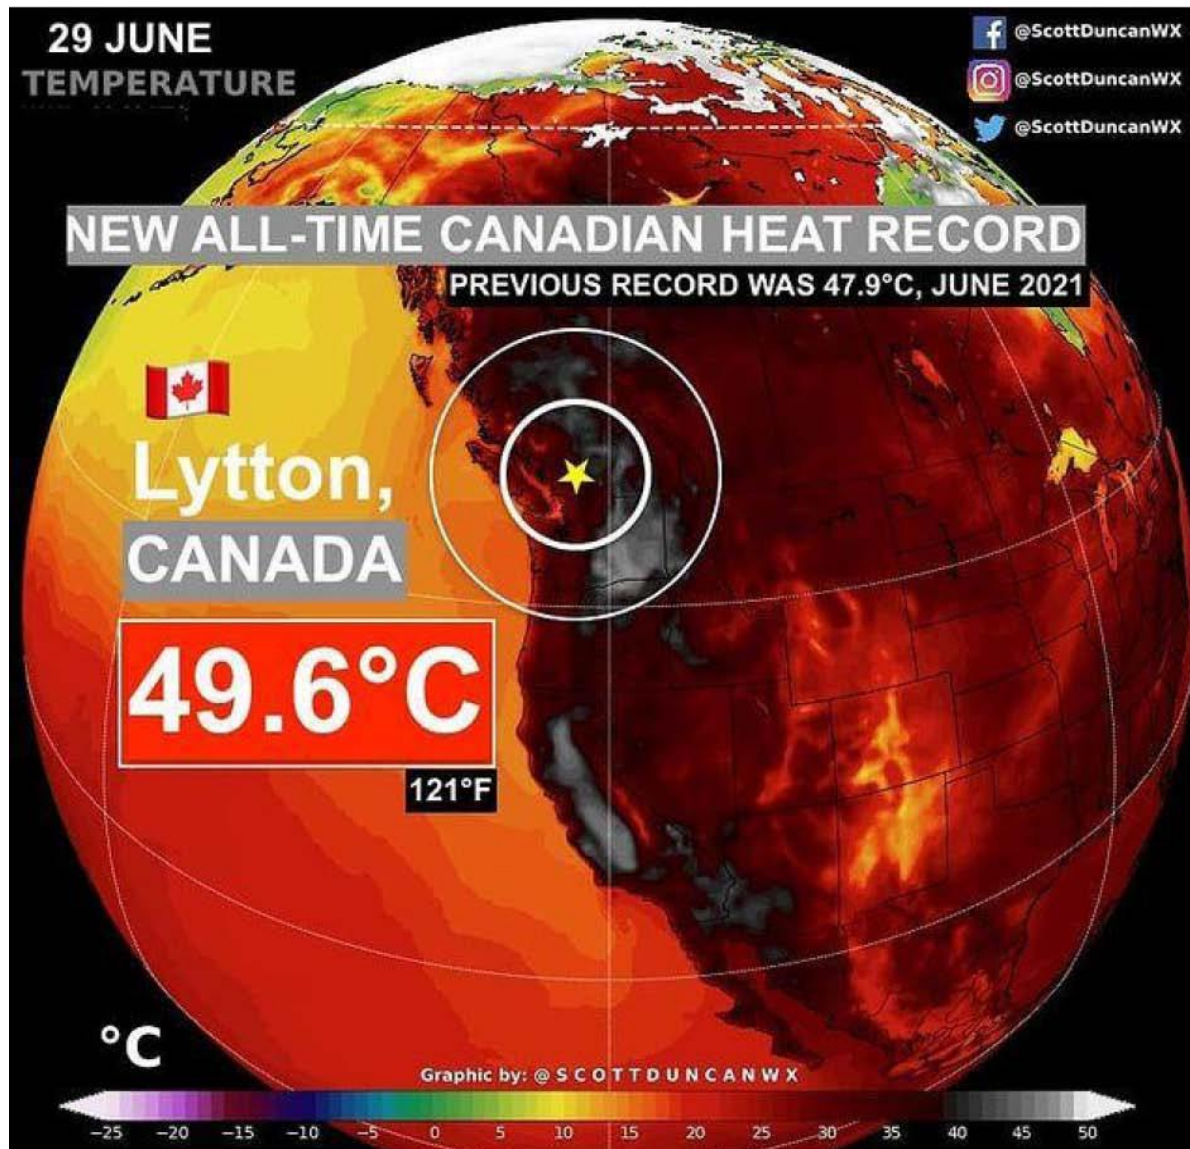 29 JUNE
TEMPERATURE
@ScottDuncanWX
@ScottDuncanWX
@ScottDuncanWX
NEW ALL-TIME CANADIAN HEAT RECORD
PREVIOUS RECORD WAS 47.9°C, JUNE 2021
Lytton,
CANADA
49.6°C
121°F
°C
Graphic by: @SCOTTDUNCANWX
−25 −20 −15 −10 −5 0 5 10 15 20 25 30 35 40 45 50